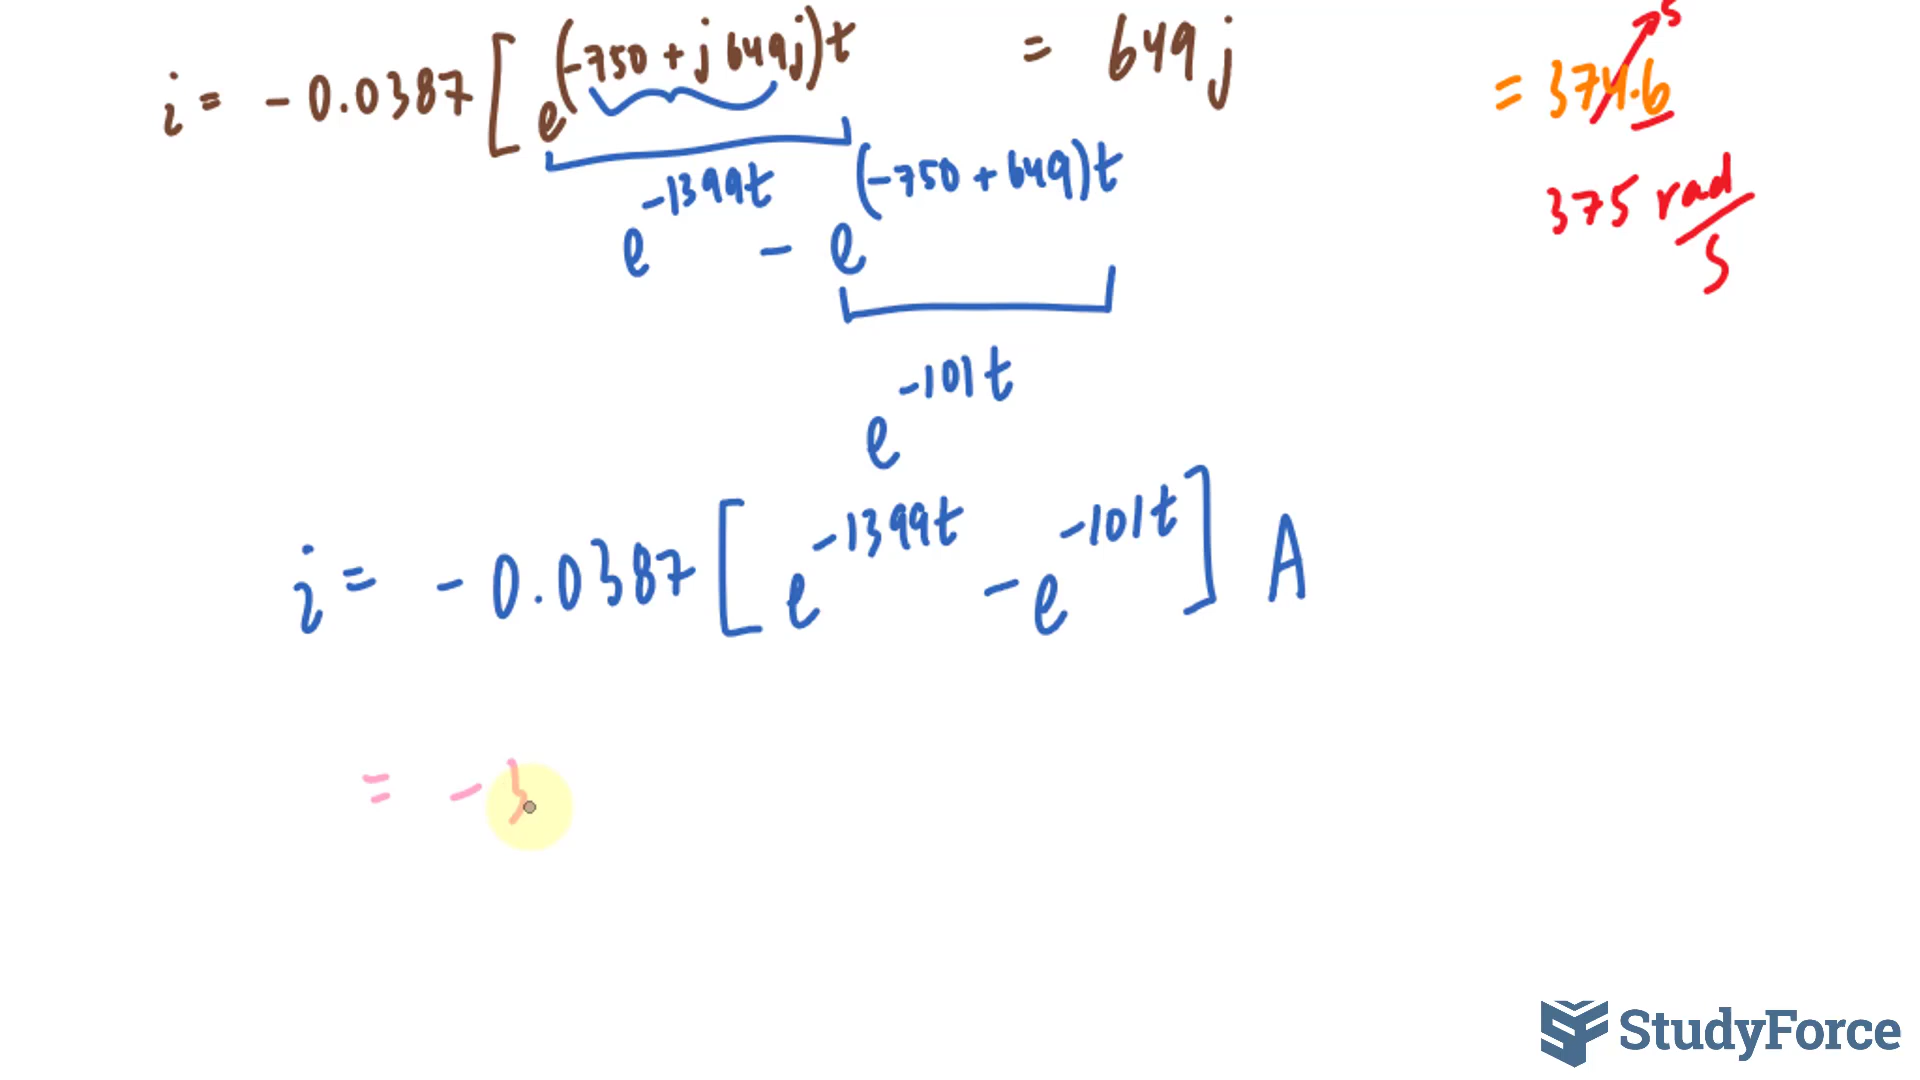 i = -0.0387 [ e^(-750 + j 649j)t
= 649j
= 374.6
5
375 rad/s
e^-1399t - e^(-750 + 649)t
e^-101t
i = -0.0387 [ e^-1399t - e^-101t ] A
= - 3
StudyForce